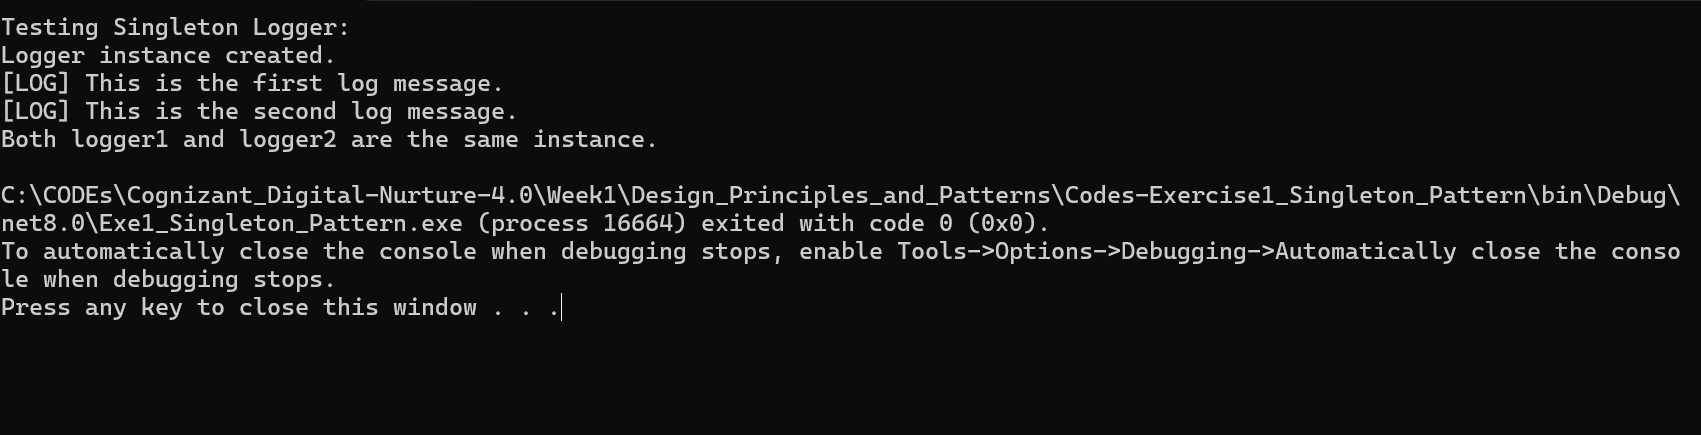 Testing Singleton Logger:
Logger instance created.
[LOG] This is the first log message.
[LOG] This is the second log message.
Both logger1 and logger2 are the same instance.
C:\CODEs\Cognizant_Digital-Nurture-4.0\Week1\Design_Principles_and_Patterns\Codes-Exercise1_Singleton_Pattern\bin\Debug\
net8.0\Exe1_Singleton_Pattern.exe (process 16664) exited with code 0 (0x0).
To automatically close the console when debugging stops, enable Tools->Options->Debugging->Automatically close the conso
le when debugging stops.
Press any key to close this window . . .